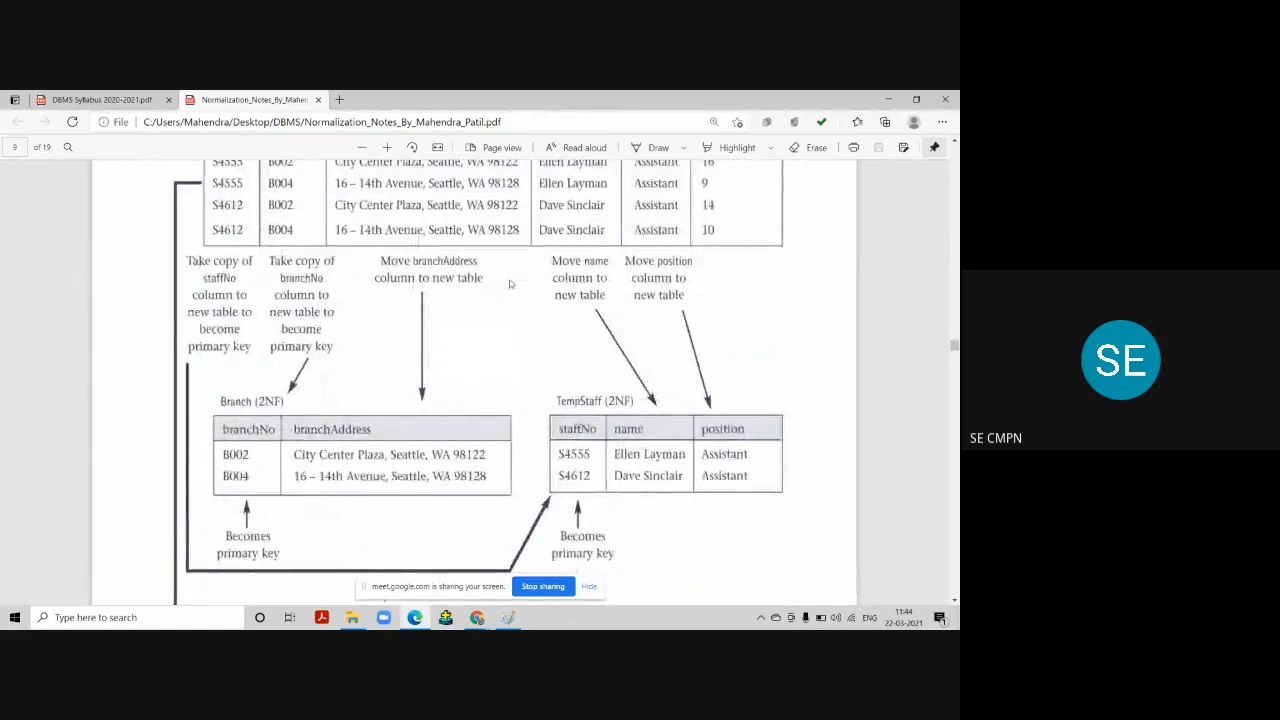 DBMS Syllabus 2020-2021.pdf
Normalization_Notes_By_Maher
File
C:/Users/Mahendra/Desktop/DBMS/Normalization_Notes_By_Mahendra_Patil.pdf
9 of 19
Page view
Read aloud
Draw
Highlight
Erase
S4555 B002 City Center Plaza, Seattle, WA 98122 Ellen Layman Assistant 16
S4555 B004 16 – 14th Avenue, Seattle, WA 98128 Ellen Layman Assistant 9
S4612 B002 City Center Plaza, Seattle, WA 98122 Dave Sinclair Assistant 14
S4612 B004 16 – 14th Avenue, Seattle, WA 98128 Dave Sinclair Assistant 10
Take copy of
staffNo
column to
new table to
become
primary key
Take copy of
branchNo
column to
new table to
become
primary key
Move branchAddress
column to new table
Move name
column to
new table
Move position
column to
new table
Branch (2NF)
branchNo branchAddress
B002 City Center Plaza, Seattle, WA 98122
B004 16 – 14th Avenue, Seattle, WA 98128
Becomes
primary key
TempStaff (2NF)
staffNo name position
S4555 Ellen Layman Assistant
S4612 Dave Sinclair Assistant
Becomes
primary key
meet.google.com is sharing your screen. Stop sharing Hide
Type here to search
ENG
11:44
22-03-2021
SE
SE CMPN